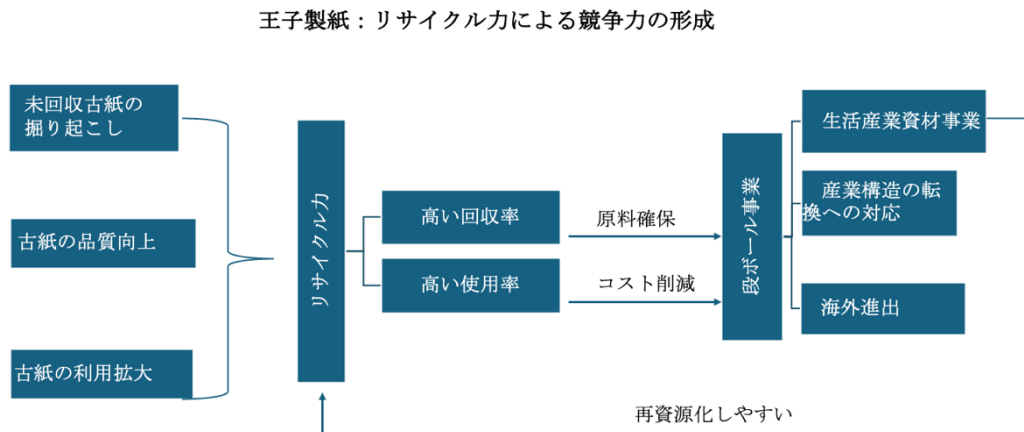 王子製紙：リサイクル力による競争力の形成
未回収古紙の
掘り起こし
古紙の品質向上
古紙の利用拡大
リサイクル力
高い回収率
高い使用率
原料確保
コスト削減
段ボール事業
生活産業資材事業
産業構造の転
換への対応
海外進出
再資源化しやすい